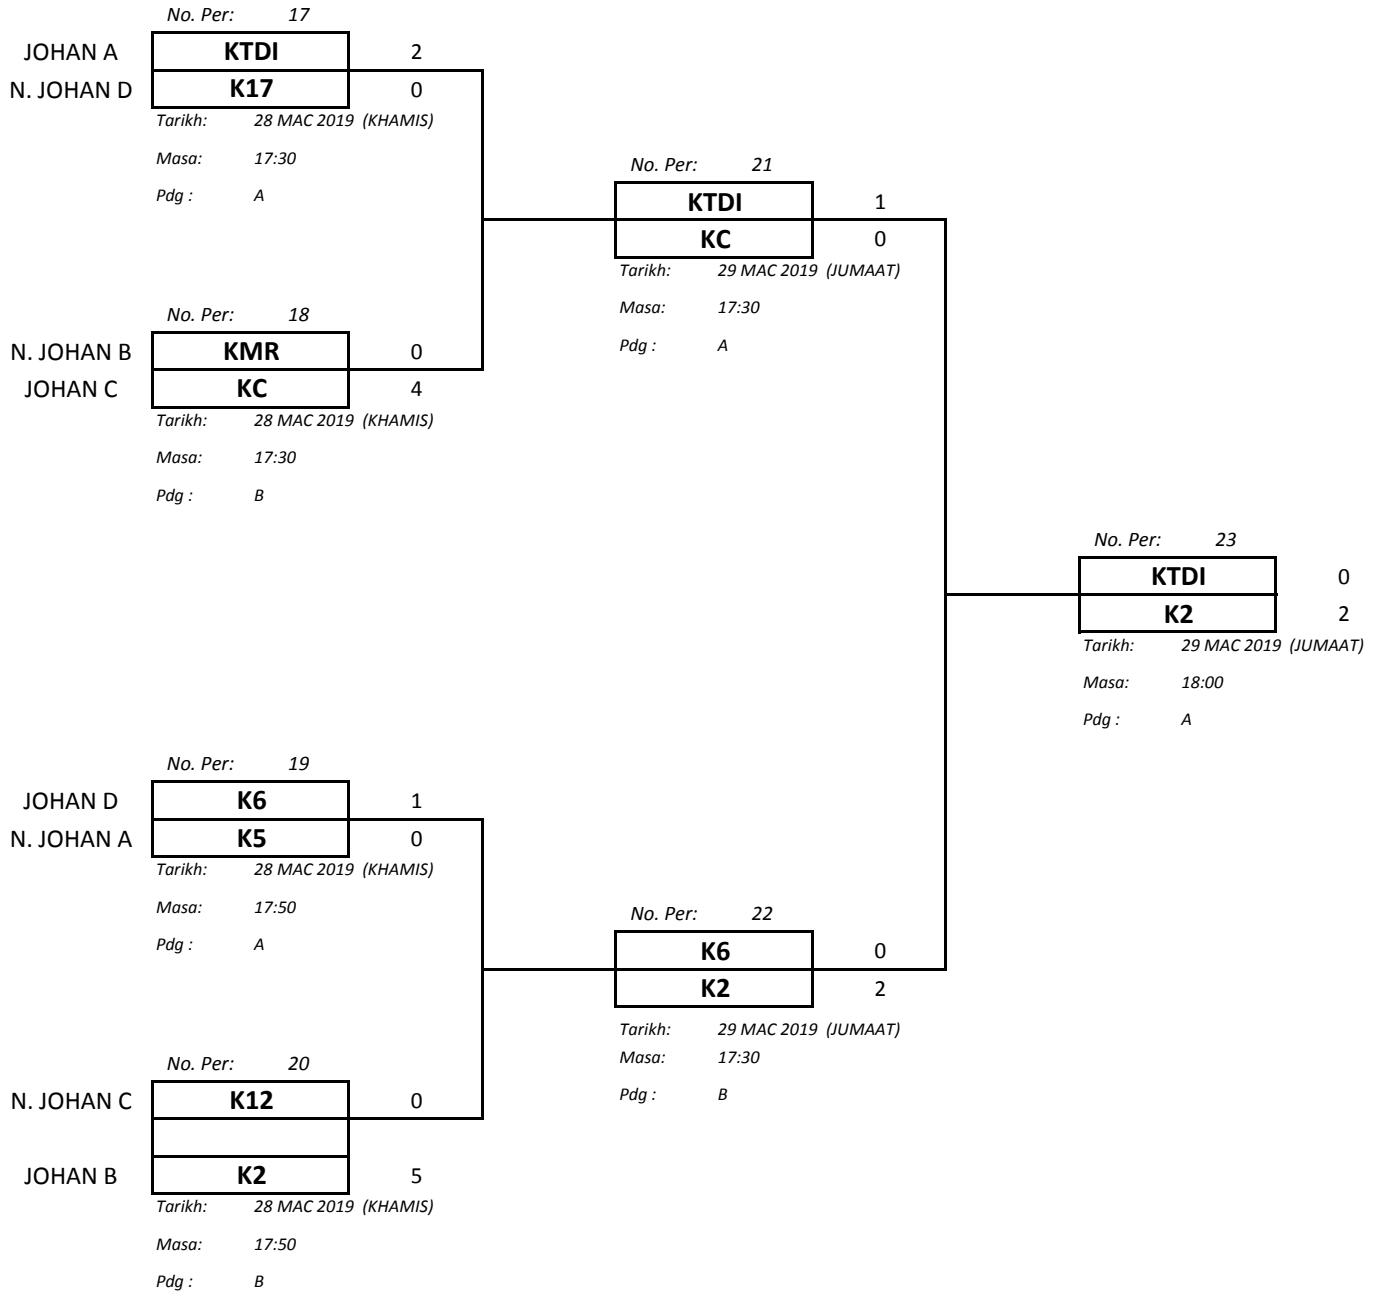 No. Per: 17
JOHAN A KTDI 2
N. JOHAN D K17 0
Tarikh: 28 MAC 2019 (KHAMIS)
Masa: 17:30
Pdg : A
No. Per: 18
N. JOHAN B KMR 0
JOHAN C KC 4
Tarikh: 28 MAC 2019 (KHAMIS)
Masa: 17:30
Pdg : B
No. Per: 19
JOHAN D K6 1
N. JOHAN A K5 0
Tarikh: 28 MAC 2019 (KHAMIS)
Masa: 17:50
Pdg : A
No. Per: 20
N. JOHAN C K12 0
JOHAN B K2 5
Tarikh: 28 MAC 2019 (KHAMIS)
Masa: 17:50
Pdg : B
No. Per: 21
KTDI 1
KC 0
Tarikh: 29 MAC 2019 (JUMAAT)
Masa: 17:30
Pdg : A
No. Per: 22
K6 0
K2 2
Tarikh: 29 MAC 2019 (JUMAAT)
Masa: 17:30
Pdg : B
No. Per: 23
KTDI 0
K2 2
Tarikh: 29 MAC 2019 (JUMAAT)
Masa: 18:00
Pdg : A